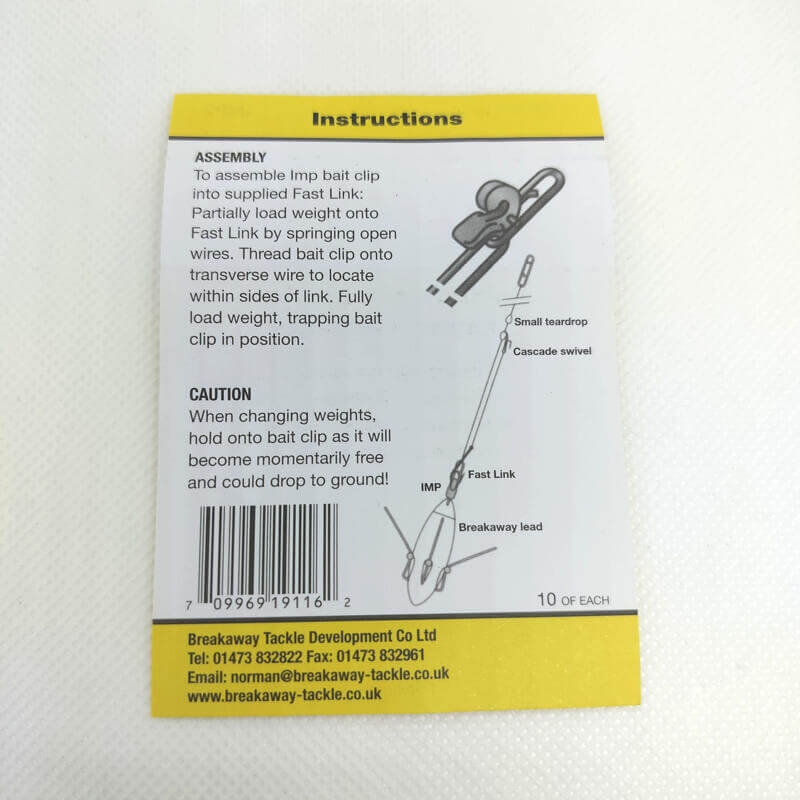 Instructions
ASSEMBLY
To assemble Imp bait clip
into supplied Fast Link:
Partially load weight onto
Fast Link by springing open
wires. Thread bait clip onto
transverse wire to locate
within sides of link. Fully
load weight, trapping bait
clip in position.
Small teardrop
Cascade swivel
CAUTION
When changing weights,
hold onto bait clip as it will
become momentarily free
and could drop to ground!
Fast Link
IMP
Breakaway lead
7 09969 19116 2
10 OF EACH
Breakaway Tackle Development Co Ltd
Tel: 01473 832822 Fax: 01473 832961
Email: norman@breakaway-tackle.co.uk
www.breakaway-tackle.co.uk